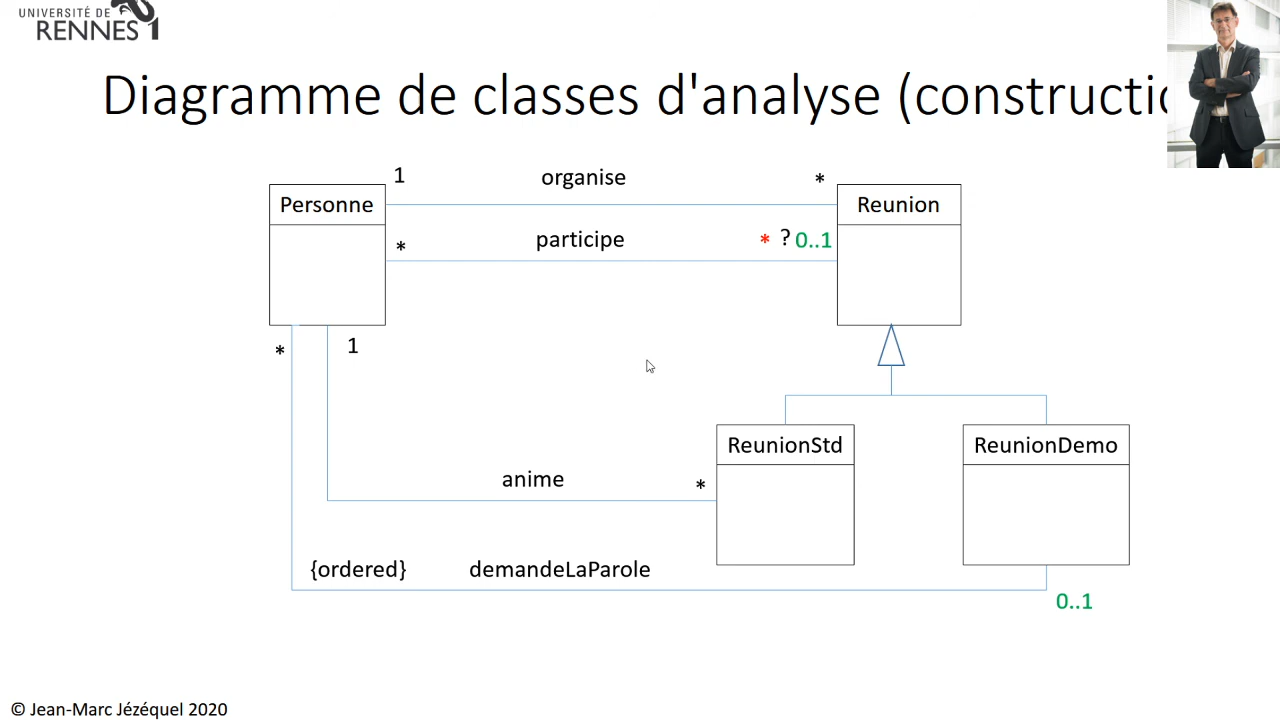 UNIVERSITÉ DE
RENNES 1
Diagramme de classes d'analyse (constructio
1 organise *
Personne
Reunion
* participe * ? 0..1
* 1
ReunionStd
ReunionDemo
anime *
{ordered} demandeLaParole
0..1
© Jean-Marc Jézéquel 2020